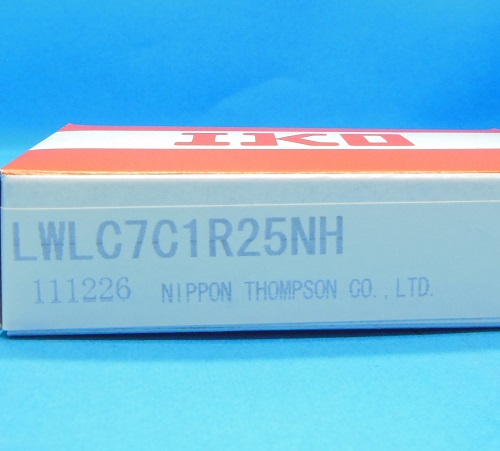 IKO
LWLC7C1R25NH
111226 NIPPON THOMPSON CO.,LTD.